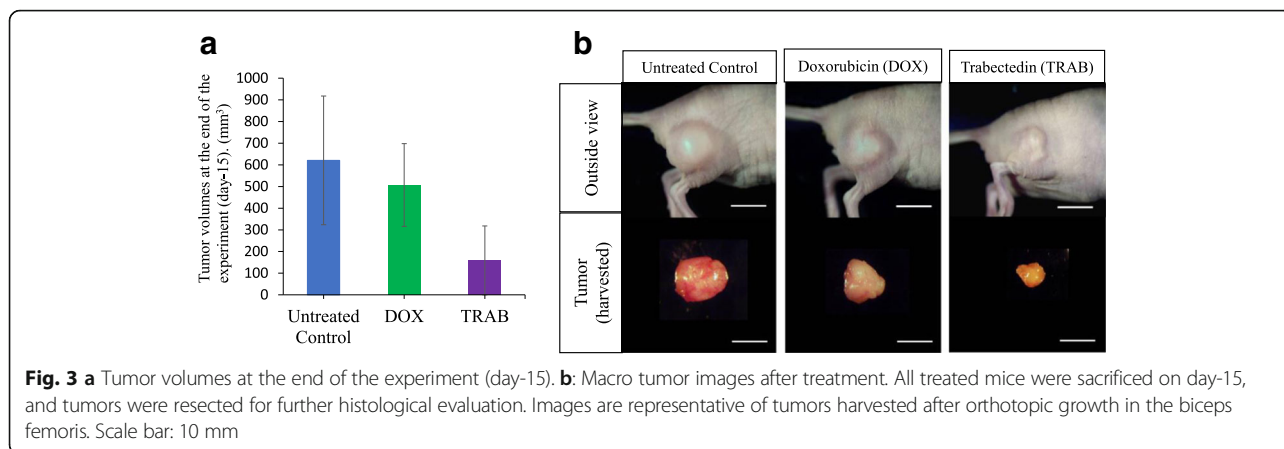 a
Tumor volumes at the end of the
experiment (day-15). (mm³)
1000
900
800
700
600
500
400
300
200
100
0
Untreated
Control
DOX
TRAB
b
Untreated Control
Doxorubicin (DOX)
Trabectedin (TRAB)
Outside view
Tumor
(harvested)
Fig. 3 a Tumor volumes at the end of the experiment (day-15). b: Macro tumor images after treatment. All treated mice were sacrificed on day-15,
and tumors were resected for further histological evaluation. Images are representative of tumors harvested after orthotopic growth in the biceps
femoris. Scale bar: 10 mm